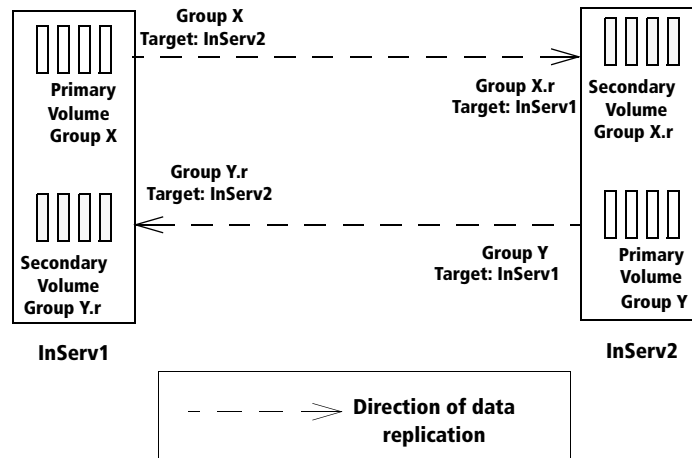 Group X
Target: InServ2
Primary
Volume
Group X
Group X.r
Target: InServ1
Secondary
Volume
Group X.r
Group Y.r
Target: InServ2
Secondary
Volume
Group Y.r
Group Y
Target: InServ1
Primary
Volume
Group Y
InServ1
InServ2
Direction of data
replication